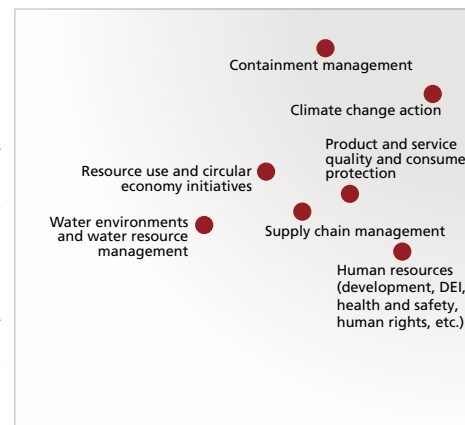 Containment management
Climate change action
Product and service
quality and consume
protection
Resource use and circular
economy initiatives
Water environments
and water resource
management
Supply chain management
Human resources
(development, DEI,
health and safety,
human rights, etc.)